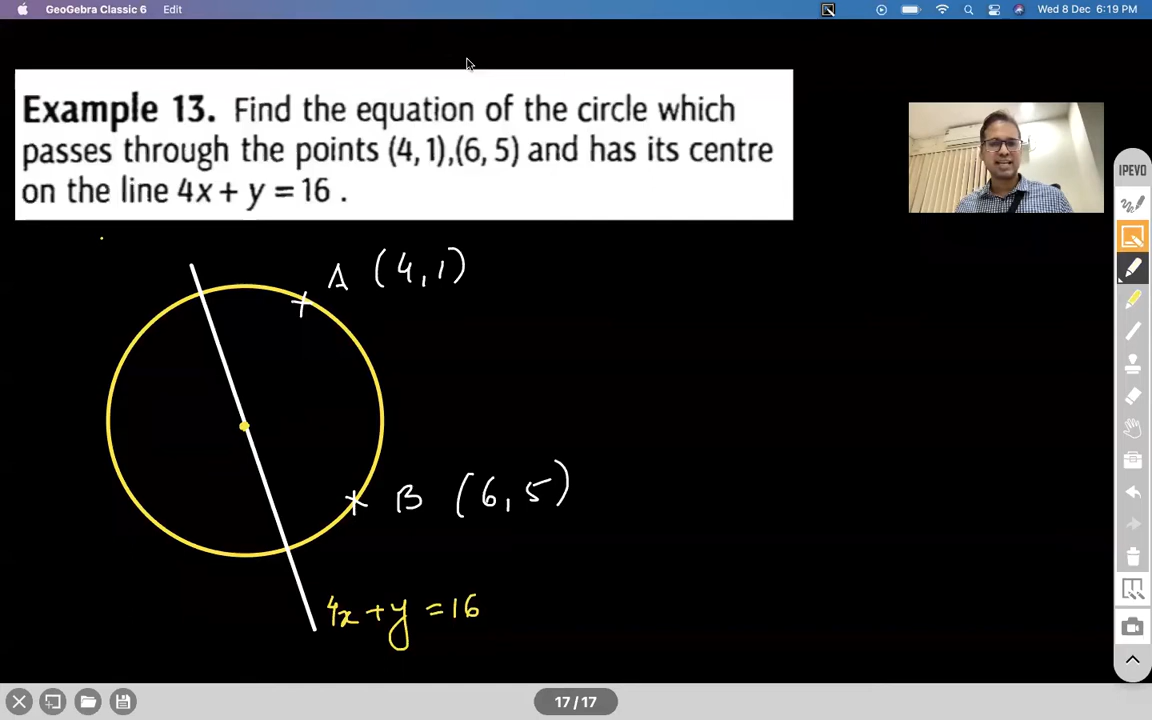 GeoGebra Classic 6 Edit Wed 8 Dec 6:19 PM
Example 13. Find the equation of the circle which
passes through the points (4, 1),(6, 5) and has its centre
on the line 4x + y = 16 .
IPEVO
A (4, 1)
B (6, 5)
4x + y = 16
17/17